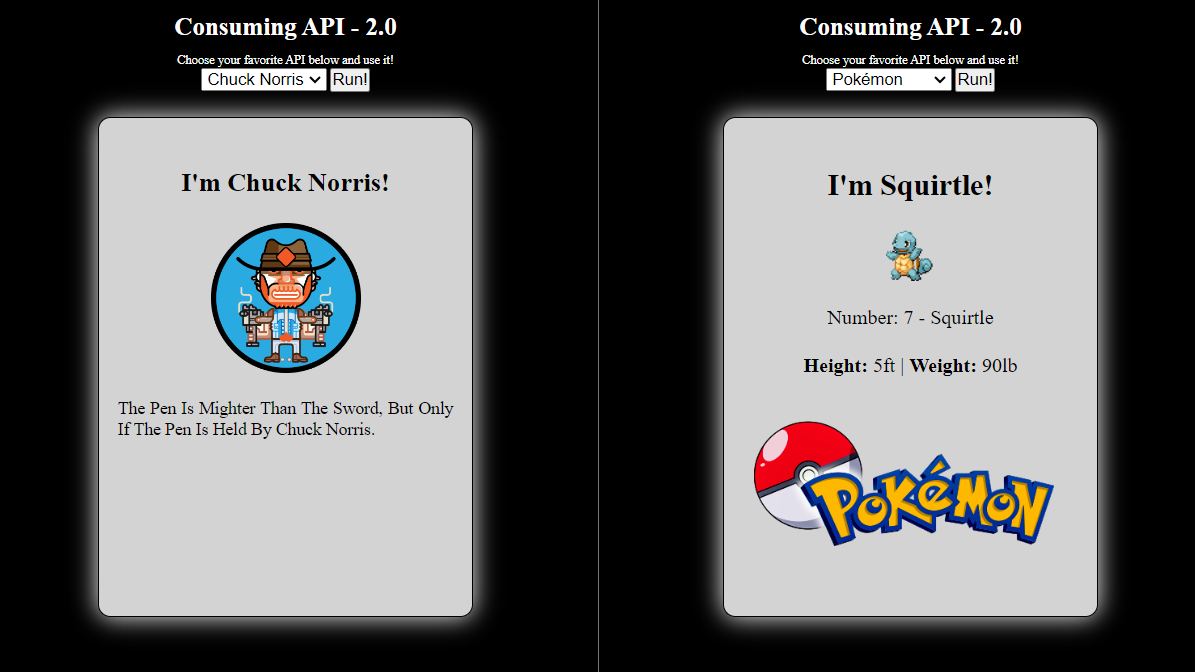 Consuming API - 2.0
Choose your favorite API below and use it!
Chuck Norris Run!
I'm Chuck Norris!
The Pen Is Mighter Than The Sword, But Only
If The Pen Is Held By Chuck Norris.
Consuming API - 2.0
Choose your favorite API below and use it!
Pokémon Run!
I'm Squirtle!
Number: 7 - Squirtle
Height: 5ft | Weight: 90lb
POKéMON